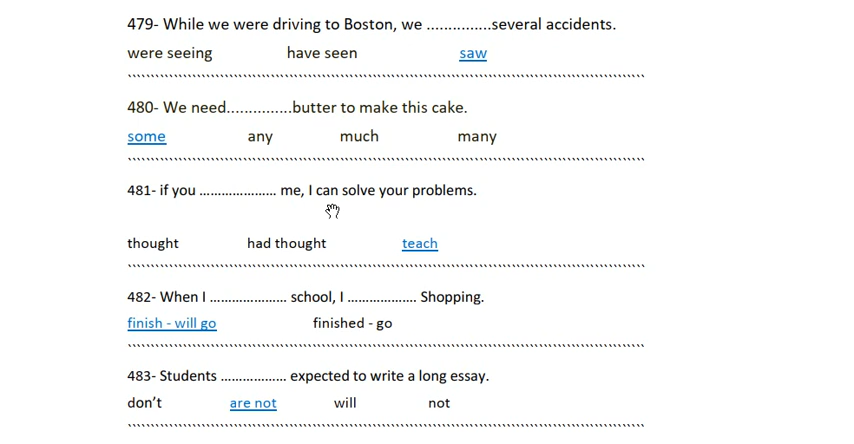 479- While we were driving to Boston, we ...............several accidents.
were seeing have seen saw
480- We need...............butter to make this cake.
some any much many
481- if you ..................... me, I can solve your problems.
thought had thought teach
482- When I ..................... school, I ................... Shopping.
finish - will go finished - go
483- Students .................. expected to write a long essay.
don't are not will not